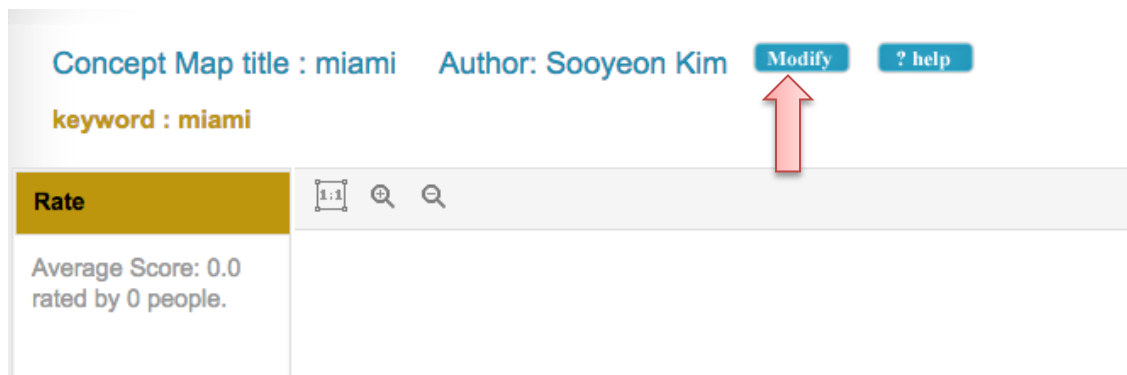 Concept Map title : miami Author: Sooyeon Kim Modify ? help
keyword : miami
Rate 1:1
Average Score: 0.0
rated by 0 people.